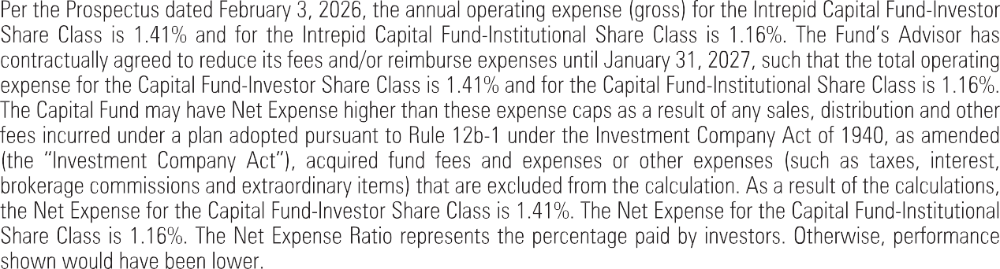 Per the Prospectus dated February 3, 2026, the annual operating expense (gross) for the Intrepid Capital Fund-Investor
Share Class is 1.41% and for the Intrepid Capital Fund-Institutional Share Class is 1.16%. The Fund’s Advisor has
contractually agreed to reduce its fees and/or reimburse expenses until January 31, 2027, such that the total operating
expense for the Capital Fund-Investor Share Class is 1.41% and for the Capital Fund-Institutional Share Class is 1.16%.
The Capital Fund may have Net Expense higher than these expense caps as a result of any sales, distribution and other
fees incurred under a plan adopted pursuant to Rule 12b-1 under the Investment Company Act of 1940, as amended
(the “Investment Company Act”), acquired fund fees and expenses or other expenses (such as taxes, interest,
brokerage commissions and extraordinary items) that are excluded from the calculation. As a result of the calculations,
the Net Expense for the Capital Fund-Investor Share Class is 1.41%. The Net Expense for the Capital Fund-Institutional
Share Class is 1.16%. The Net Expense Ratio represents the percentage paid by investors. Otherwise, performance
shown would have been lower.